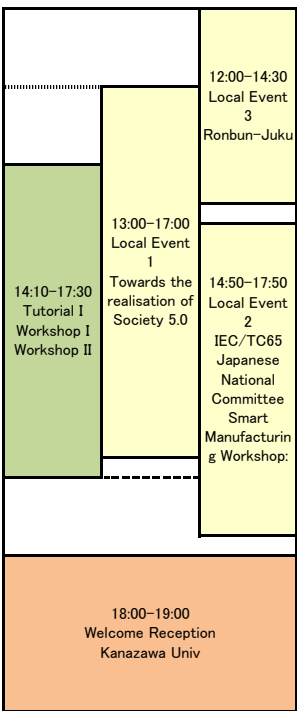 12:00-14:30
Local Event
3
Ronbun-Juku
13:00-17:00
Local Event
1
Towards the
realisation of
Society 5.0
14:10-17:30
Tutorial I
Workshop I
Workshop II
14:50-17:50
Local Event
2
IEC/TC65
Japanese
National
Committee
Smart
Manufacturin
g Workshop:
18:00-19:00
Welcome Reception
Kanazawa Univ